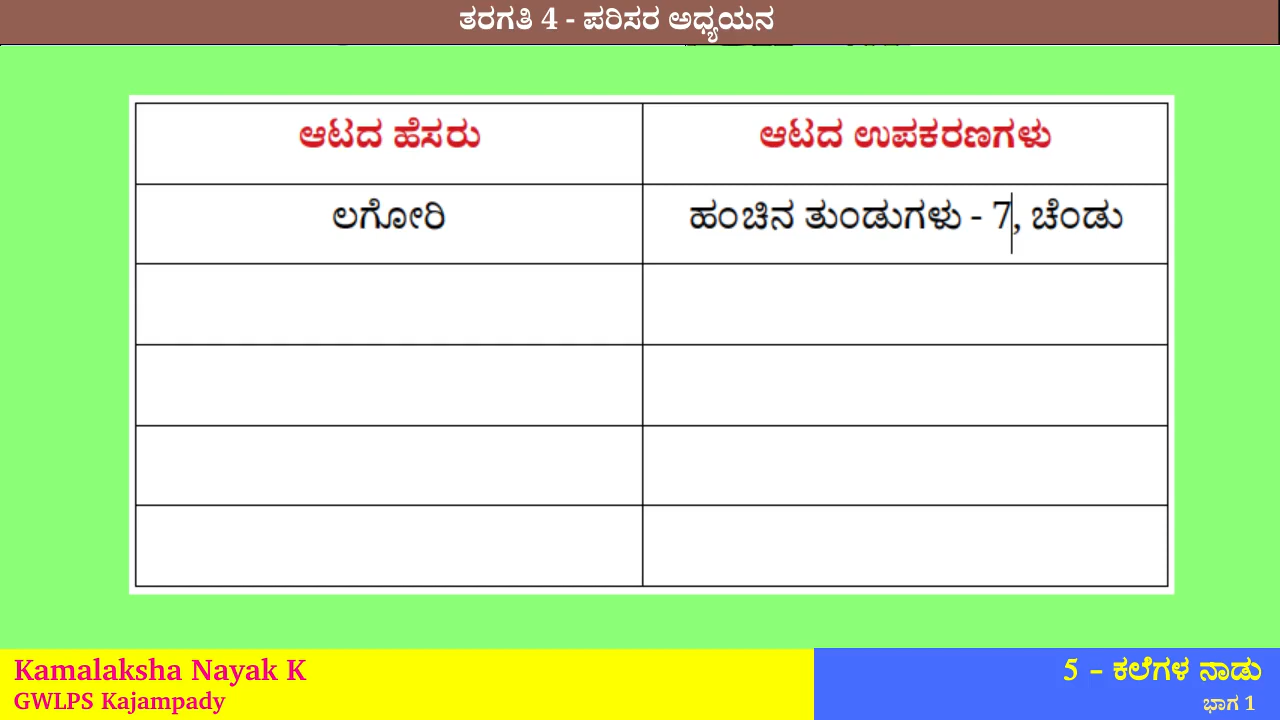 ತರಗತಿ 4 - ಪರಿಸರ ಅಧ್ಯಯನ
ಆಟದ ಹೆಸರು ಆಟದ ಉಪಕರಣಗಳು
ಲಗೋರಿ ಹಂಚಿನ ತುಂಡುಗಳು - 7, ಚೆಂಡು
Kamalaksha Nayak K
GWLPS Kajampady
5 - ಕಲೆಗಳ ನಾಡು
ಭಾಗ 1